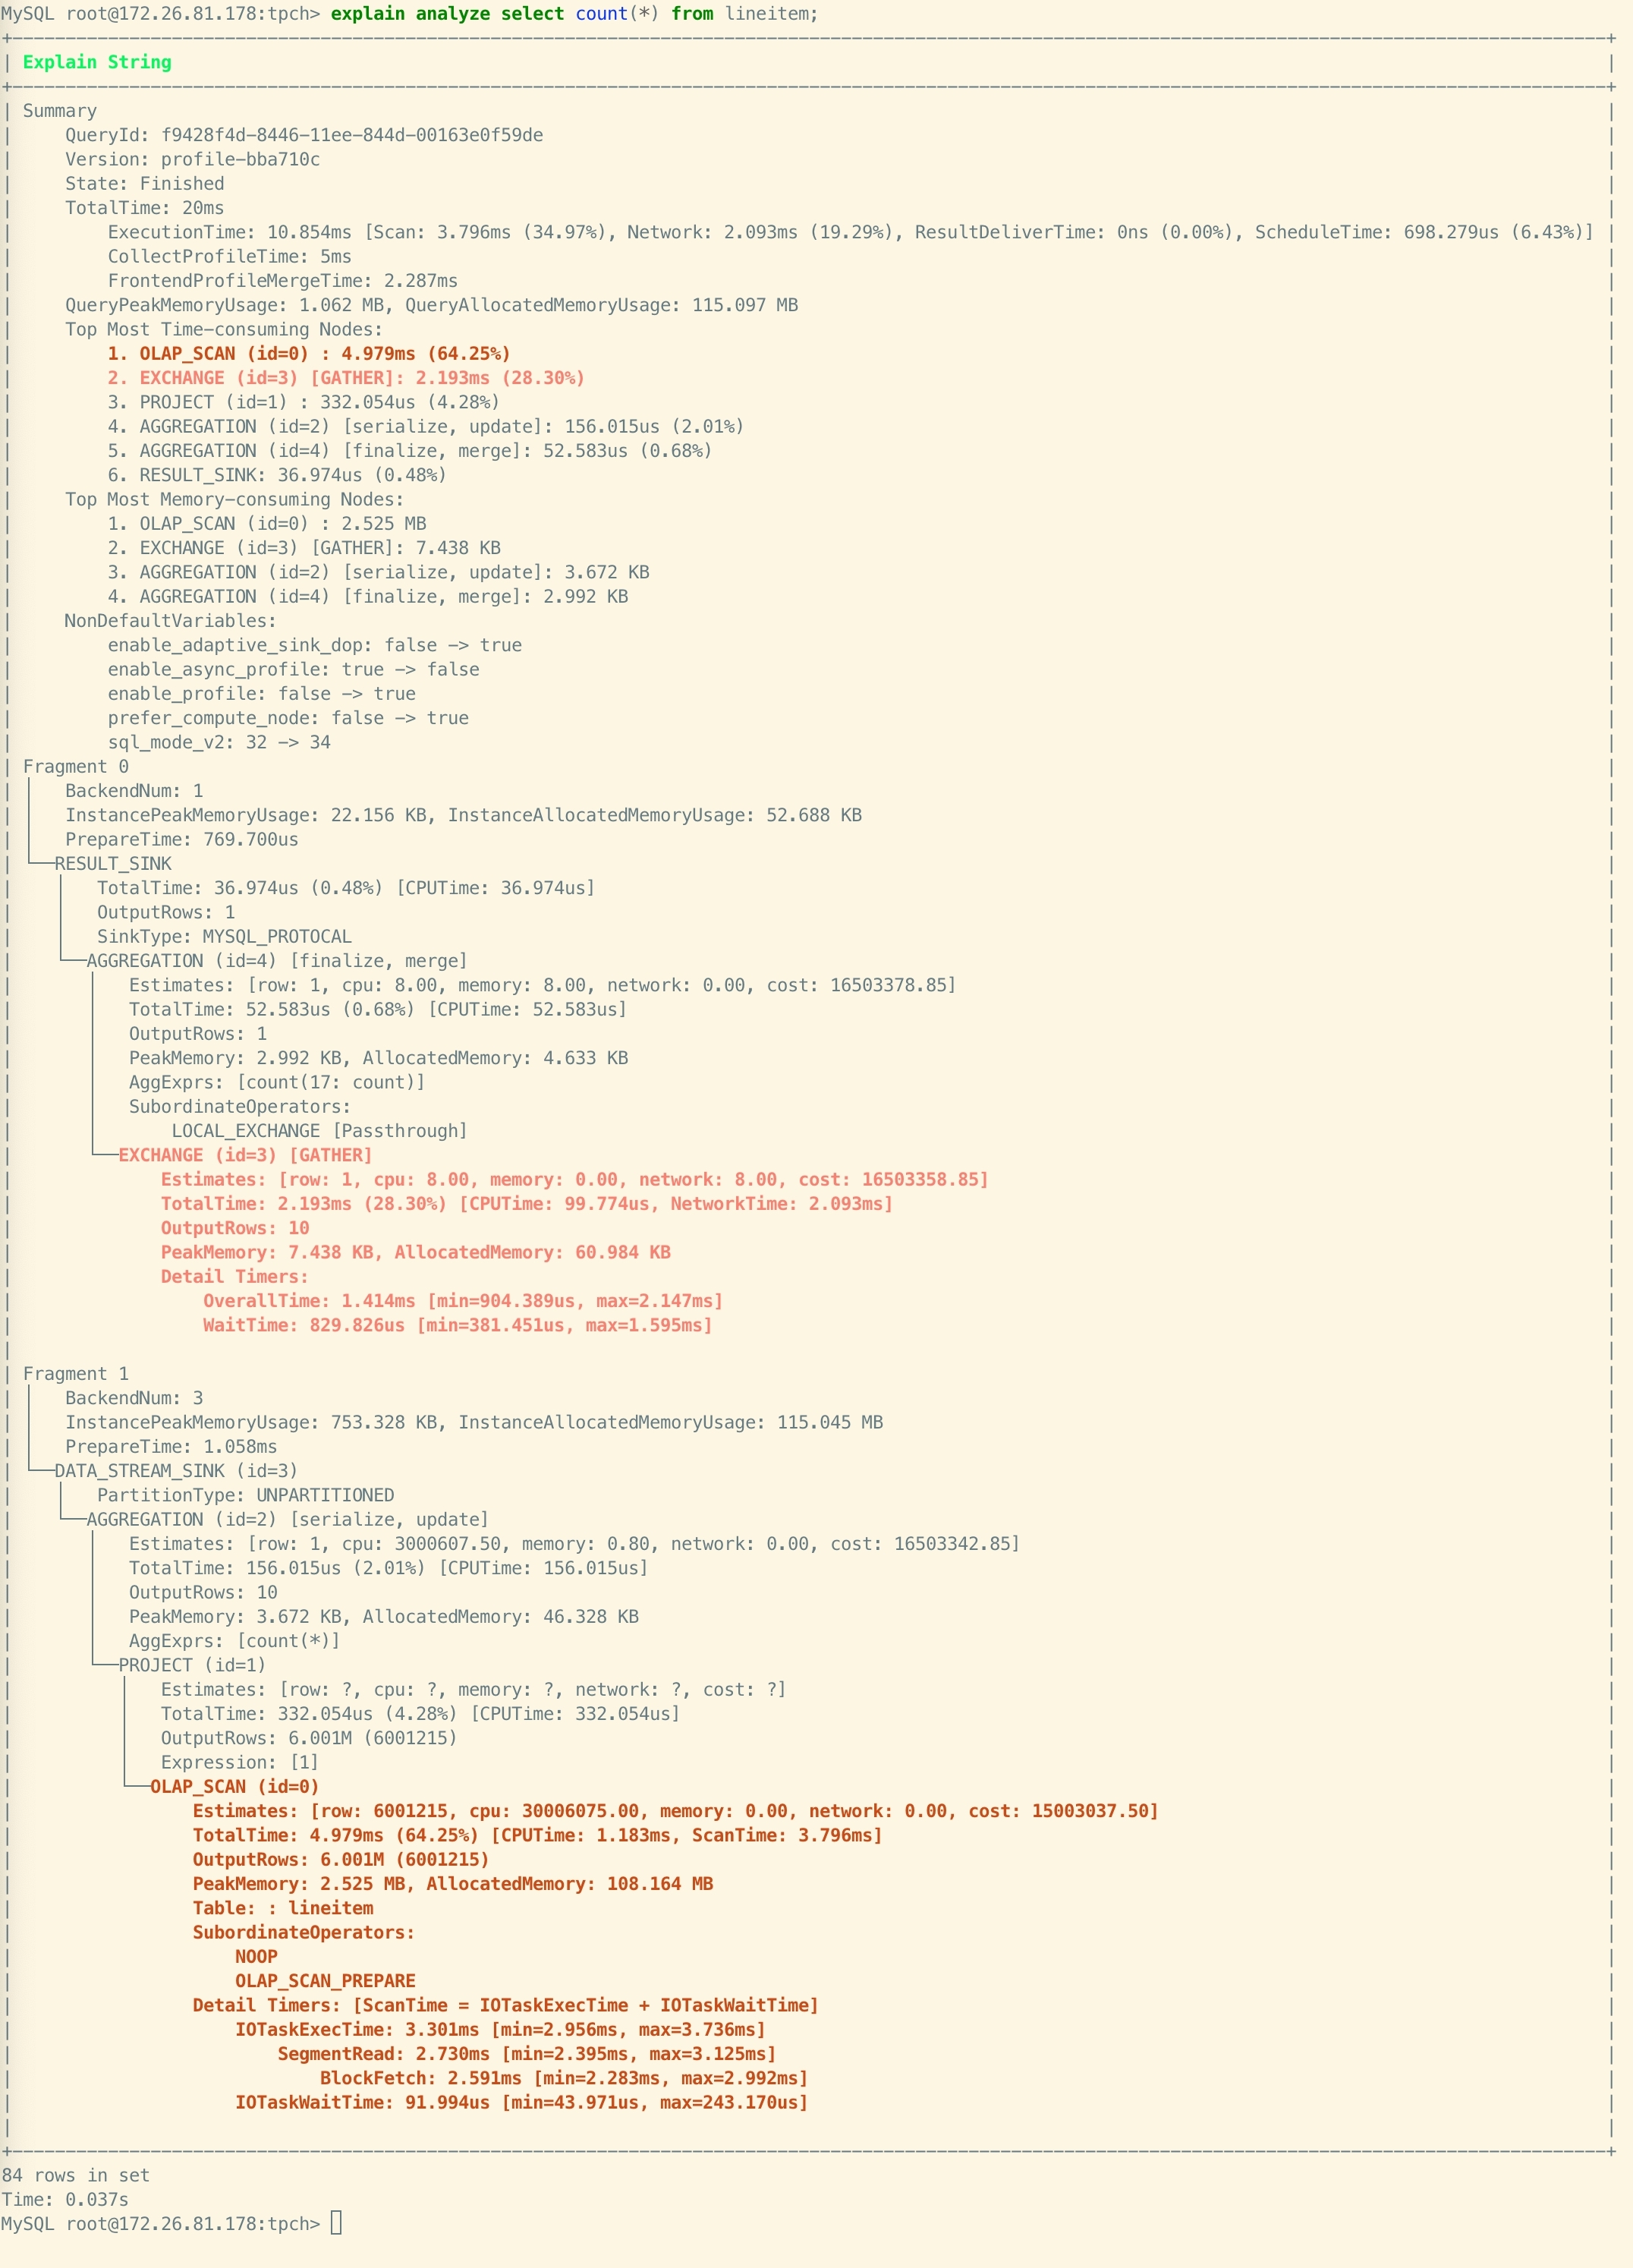 MySQL root@172.26.81.178:tpch> explain analyze select count(*) from lineitem;
Explain String
Summary
QueryId: f9428f4d-8446-11ee-844d-00163e0f59de
Version: profile-bba710c
State: Finished
TotalTime: 20ms
ExecutionTime: 10.854ms [Scan: 3.796ms (34.97%), Network: 2.093ms (19.29%), ResultDeliverTime: 0ns (0.00%), ScheduleTime: 698.279us (6.43%)]
CollectProfileTime: 5ms
FrontendProfileMergeTime: 2.287ms
QueryPeakMemoryUsage: 1.062 MB, QueryAllocatedMemoryUsage: 115.097 MB
Top Most Time-consuming Nodes:
1. OLAP_SCAN (id=0) : 4.979ms (64.25%)
2. EXCHANGE (id=3) [GATHER]: 2.193ms (28.30%)
3. PROJECT (id=1) : 332.054us (4.28%)
4. AGGREGATION (id=2) [serialize, update]: 156.015us (2.01%)
5. AGGREGATION (id=4) [finalize, merge]: 52.583us (0.68%)
6. RESULT_SINK: 36.974us (0.48%)
Top Most Memory-consuming Nodes:
1. OLAP_SCAN (id=0) : 2.525 MB
2. EXCHANGE (id=3) [GATHER]: 7.438 KB
3. AGGREGATION (id=2) [serialize, update]: 3.672 KB
4. AGGREGATION (id=4) [finalize, merge]: 2.992 KB
NonDefaultVariables:
enable_adaptive_sink_dop: false -> true
enable_async_profile: true -> false
enable_profile: false -> true
prefer_compute_node: false -> true
sql_mode_v2: 32 -> 34
Fragment 0
BackendNum: 1
InstancePeakMemoryUsage: 22.156 KB, InstanceAllocatedMemoryUsage: 52.688 KB
PrepareTime: 769.700us
RESULT_SINK
TotalTime: 36.974us (0.48%) [CPUTime: 36.974us]
OutputRows: 1
SinkType: MYSQL_PROTOCAL
AGGREGATION (id=4) [finalize, merge]
Estimates: [row: 1, cpu: 8.00, memory: 8.00, network: 0.00, cost: 16503378.85]
TotalTime: 52.583us (0.68%) [CPUTime: 52.583us]
OutputRows: 1
PeakMemory: 2.992 KB, AllocatedMemory: 4.633 KB
AggExprs: [count(17: count)]
SubordinateOperators:
LOCAL_EXCHANGE [Passthrough]
EXCHANGE (id=3) [GATHER]
Estimates: [row: 1, cpu: 8.00, memory: 0.00, network: 8.00, cost: 16503358.85]
TotalTime: 2.193ms (28.30%) [CPUTime: 99.774us, NetworkTime: 2.093ms]
OutputRows: 10
PeakMemory: 7.438 KB, AllocatedMemory: 60.984 KB
Detail Timers:
OverallTime: 1.414ms [min=904.389us, max=2.147ms]
WaitTime: 829.826us [min=381.451us, max=1.595ms]
Fragment 1
BackendNum: 3
InstancePeakMemoryUsage: 753.328 KB, InstanceAllocatedMemoryUsage: 115.045 MB
PrepareTime: 1.058ms
DATA_STREAM_SINK (id=3)
PartitionType: UNPARTITIONED
AGGREGATION (id=2) [serialize, update]
Estimates: [row: 1, cpu: 3000607.50, memory: 0.80, network: 0.00, cost: 16503342.85]
TotalTime: 156.015us (2.01%) [CPUTime: 156.015us]
OutputRows: 10
PeakMemory: 3.672 KB, AllocatedMemory: 46.328 KB
AggExprs: [count(*)]
PROJECT (id=1)
Estimates: [row: ?, cpu: ?, memory: ?, network: ?, cost: ?]
TotalTime: 332.054us (4.28%) [CPUTime: 332.054us]
OutputRows: 6.001M (6001215)
Expression: [1]
OLAP_SCAN (id=0)
Estimates: [row: 6001215, cpu: 30006075.00, memory: 0.00, network: 0.00, cost: 15003037.50]
TotalTime: 4.979ms (64.25%) [CPUTime: 1.183ms, ScanTime: 3.796ms]
OutputRows: 6.001M (6001215)
PeakMemory: 2.525 MB, AllocatedMemory: 108.164 MB
Table: : lineitem
SubordinateOperators:
NOOP
OLAP_SCAN_PREPARE
Detail Timers: [ScanTime = IOTaskExecTime + IOTaskWaitTime]
IOTaskExecTime: 3.301ms [min=2.956ms, max=3.736ms]
SegmentRead: 2.730ms [min=2.395ms, max=3.125ms]
BlockFetch: 2.591ms [min=2.283ms, max=2.992ms]
IOTaskWaitTime: 91.994us [min=43.971us, max=243.170us]
84 rows in set
Time: 0.037s
MySQL root@172.26.81.178:tpch>